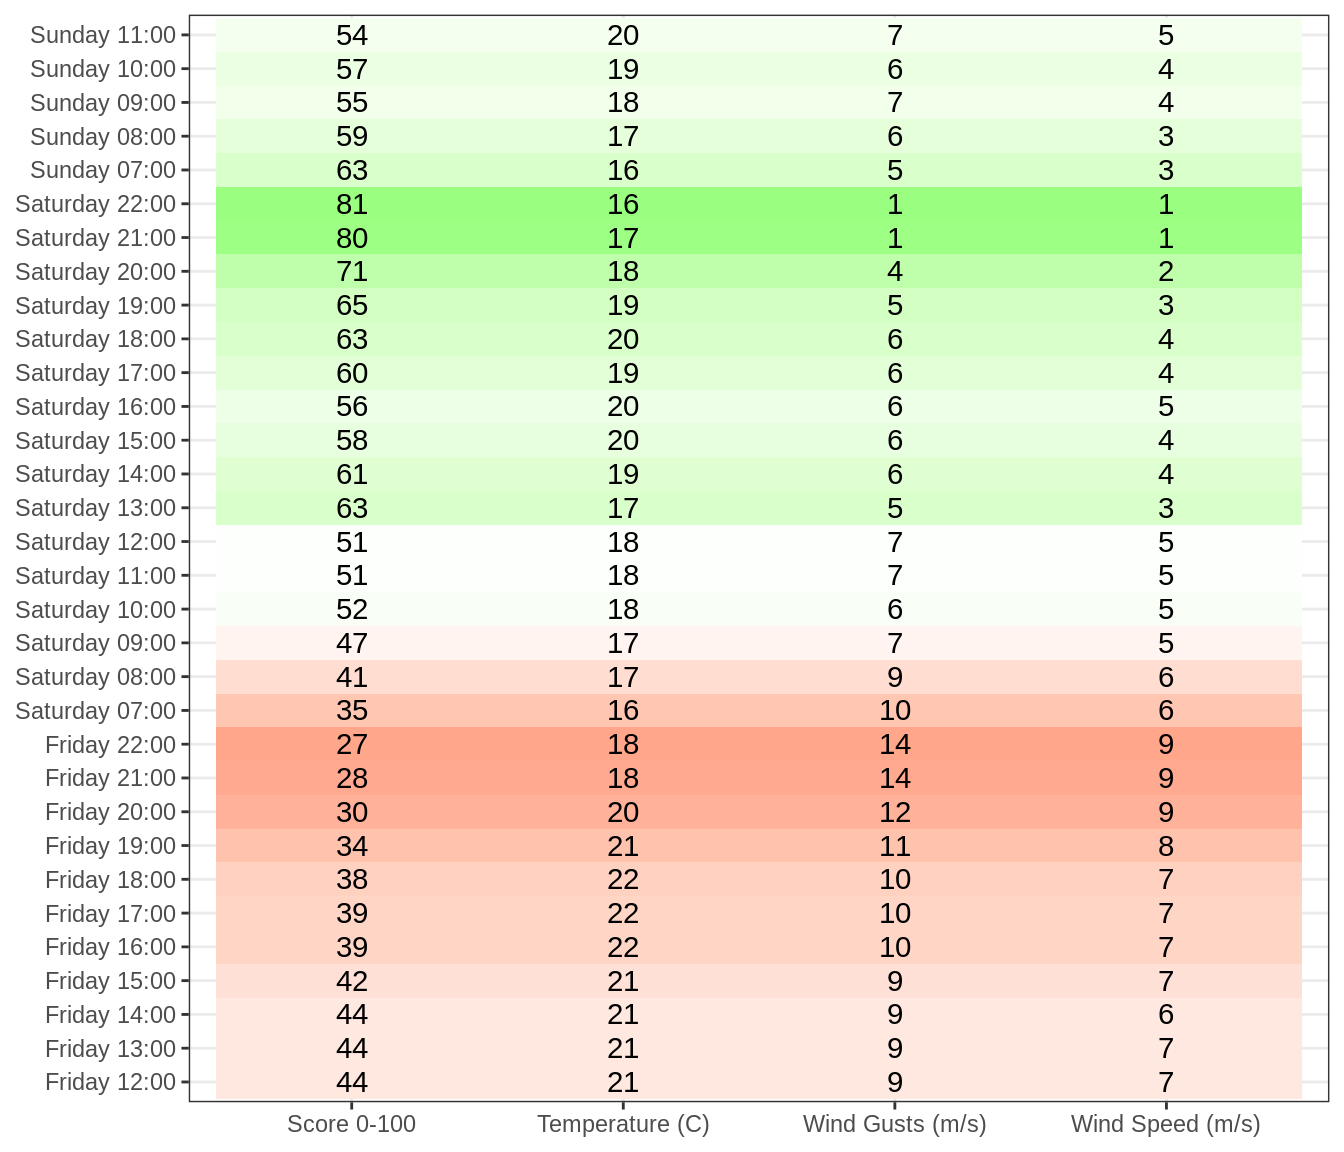 Sunday 11:00 54 20 7 5
Sunday 10:00 57 19 6 4
Sunday 09:00 55 18 7 4
Sunday 08:00 59 17 6 3
Sunday 07:00 63 16 5 3
Saturday 22:00 81 16 1 1
Saturday 21:00 80 17 1 1
Saturday 20:00 71 18 4 2
Saturday 19:00 65 19 5 3
Saturday 18:00 63 20 6 4
Saturday 17:00 60 19 6 4
Saturday 16:00 56 20 6 5
Saturday 15:00 58 20 6 4
Saturday 14:00 61 19 6 4
Saturday 13:00 63 17 5 3
Saturday 12:00 51 18 7 5
Saturday 11:00 51 18 7 5
Saturday 10:00 52 18 6 5
Saturday 09:00 47 17 7 5
Saturday 08:00 41 17 9 6
Saturday 07:00 35 16 10 6
Friday 22:00 27 18 14 9
Friday 21:00 28 18 14 9
Friday 20:00 30 20 12 9
Friday 19:00 34 21 11 8
Friday 18:00 38 22 10 7
Friday 17:00 39 22 10 7
Friday 16:00 39 22 10 7
Friday 15:00 42 21 9 7
Friday 14:00 44 21 9 6
Friday 13:00 44 21 9 7
Friday 12:00 44 21 9 7
Score 0-100 Temperature (C) Wind Gusts (m/s) Wind Speed (m/s)